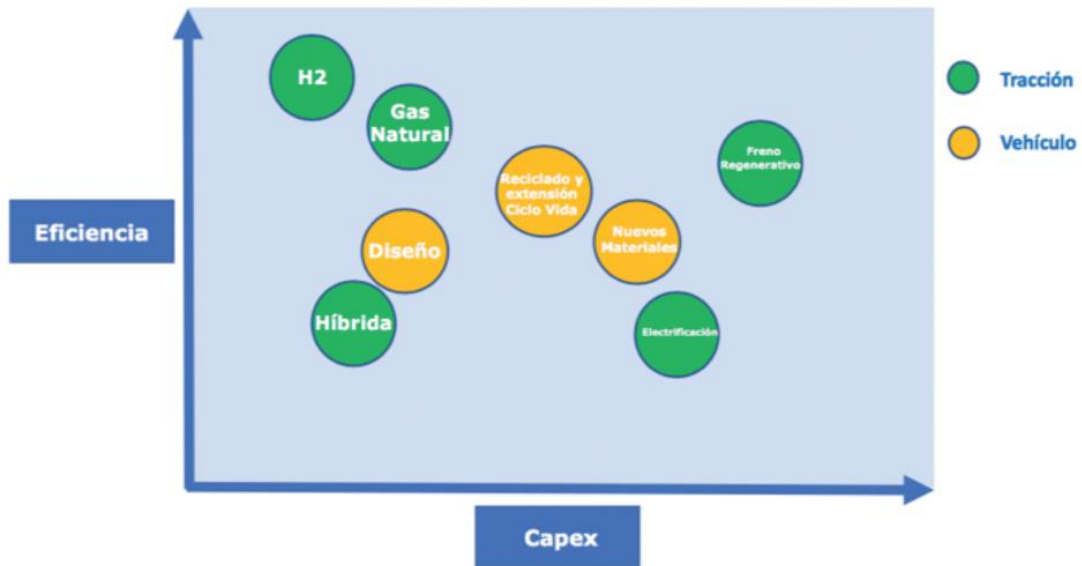 H2
Gas
Natural
Tracción
Vehículo
Freno
Regenerativo
Reciclado y
extensión
Ciclo Vida
Eficiencia
Diseño
Nuevos
Materiales
Híbrida
Electrificación
Capex